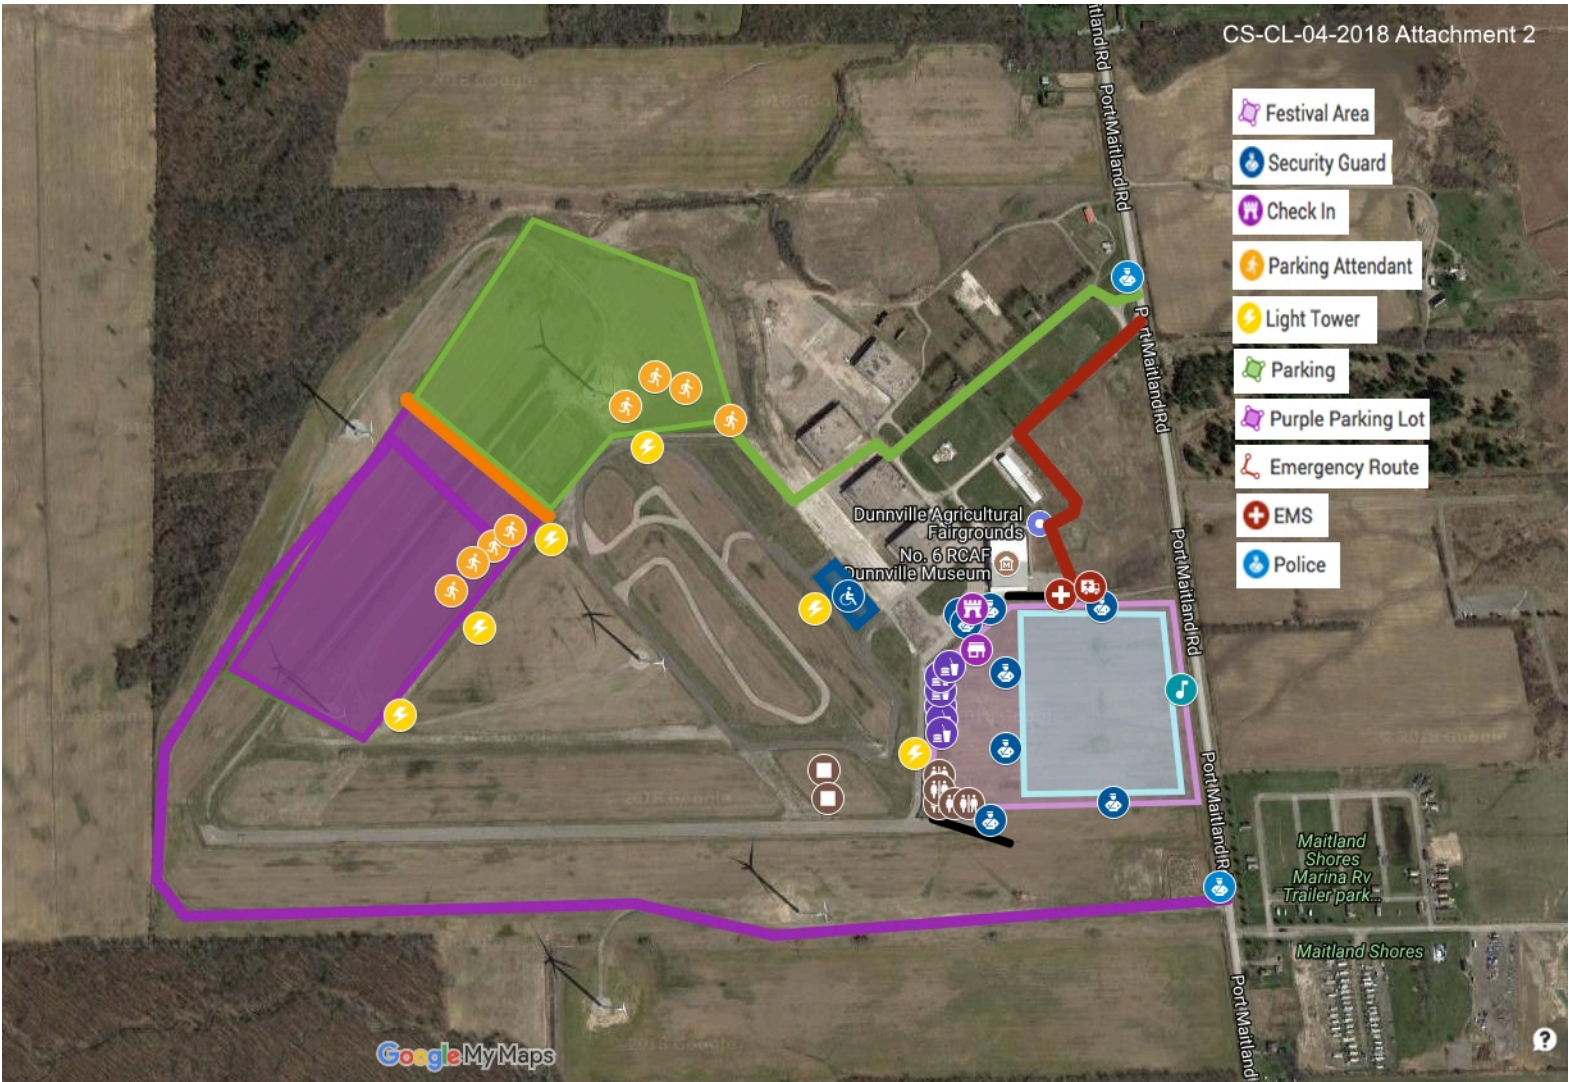 CS-CL-04-2018 Attachment 2
Festival Area
Security Guard
Check In
Parking Attendant
Light Tower
Parking
Purple Parking Lot
Emergency Route
EMS
Police
itland Rd
Port Maitland Rd
Port Maitland Rd
Port Maitland Rd
Port Maitland Rd
Port Maitland
Dunnville Agricultural
Fairgrounds
No. 6 RCAF
Dunnville Museum
Maitland
Shores
Marina Rv
Trailer park...
Maitland Shores
Google My Maps
?